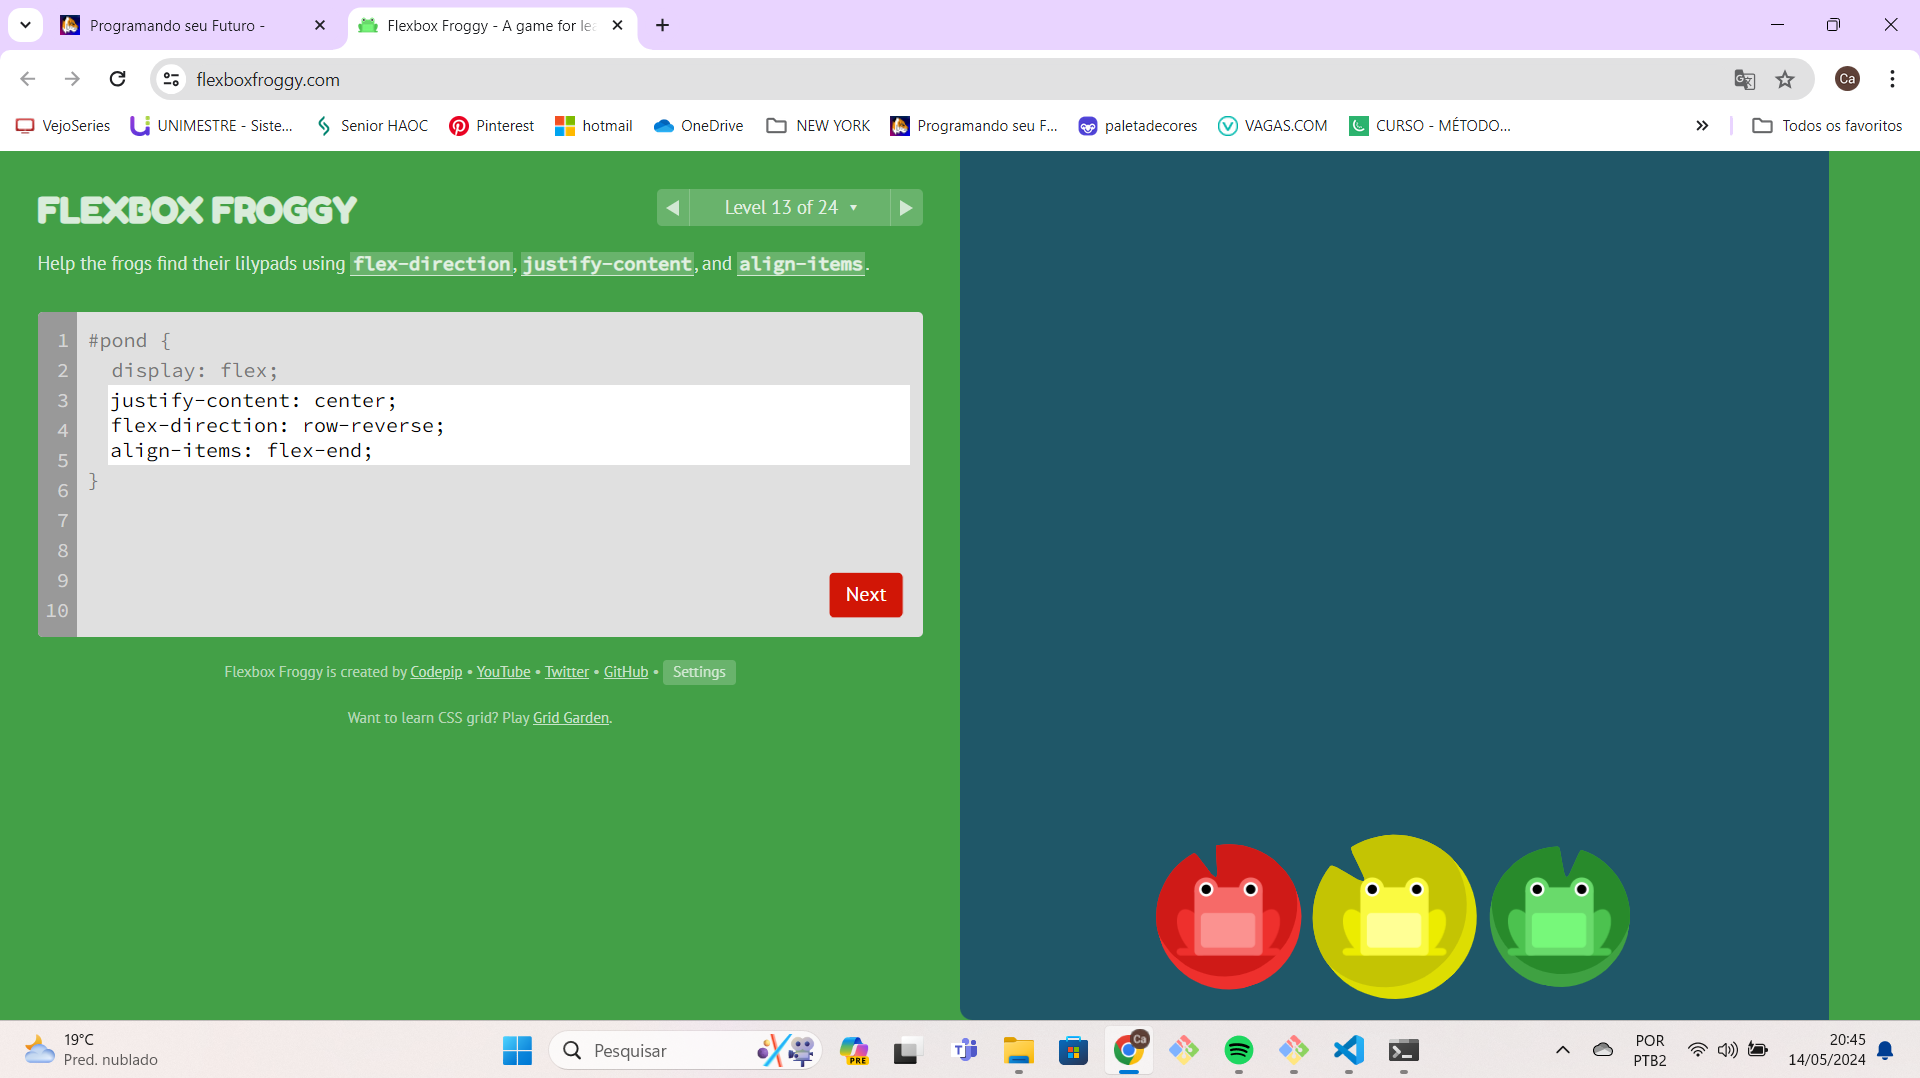 Programando seu Futuro -
Flexbox Froggy - A game for lea
flexboxfroggy.com
Ca
VejoSeries
UNIMESTRE - Siste...
Senior HAOC
Pinterest
hotmail
OneDrive
NEW YORK
Programando seu F...
paletadecores
VAGAS.COM
CURSO - MÉTODO...
Todos os favoritos
FLEXBOX FROGGY
Level 13 of 24
Help the frogs find their lilypads using flex-direction, justify-content, and align-items.
1 #pond {
2 display: flex;
3 justify-content: center;
4 flex-direction: row-reverse;
5 align-items: flex-end;
6 }
7
8
9
10
Next
Flexbox Froggy is created by Codepip • YouTube • Twitter • GitHub • Settings
Want to learn CSS grid? Play Grid Garden.
19°C
Pred. nublado
Pesquisar
PRE
Ca
POR
PTB2
20:45
14/05/2024